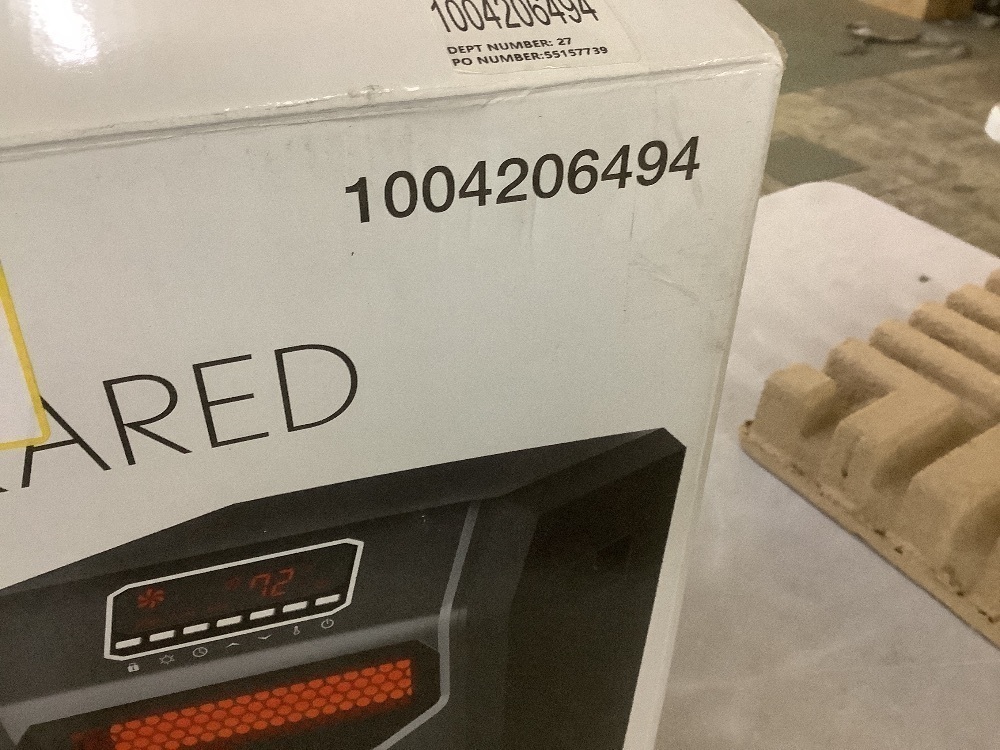 1004206494
DEPT NUMBER: 27
PO NUMBER:55157739
1004206494
ARED
72